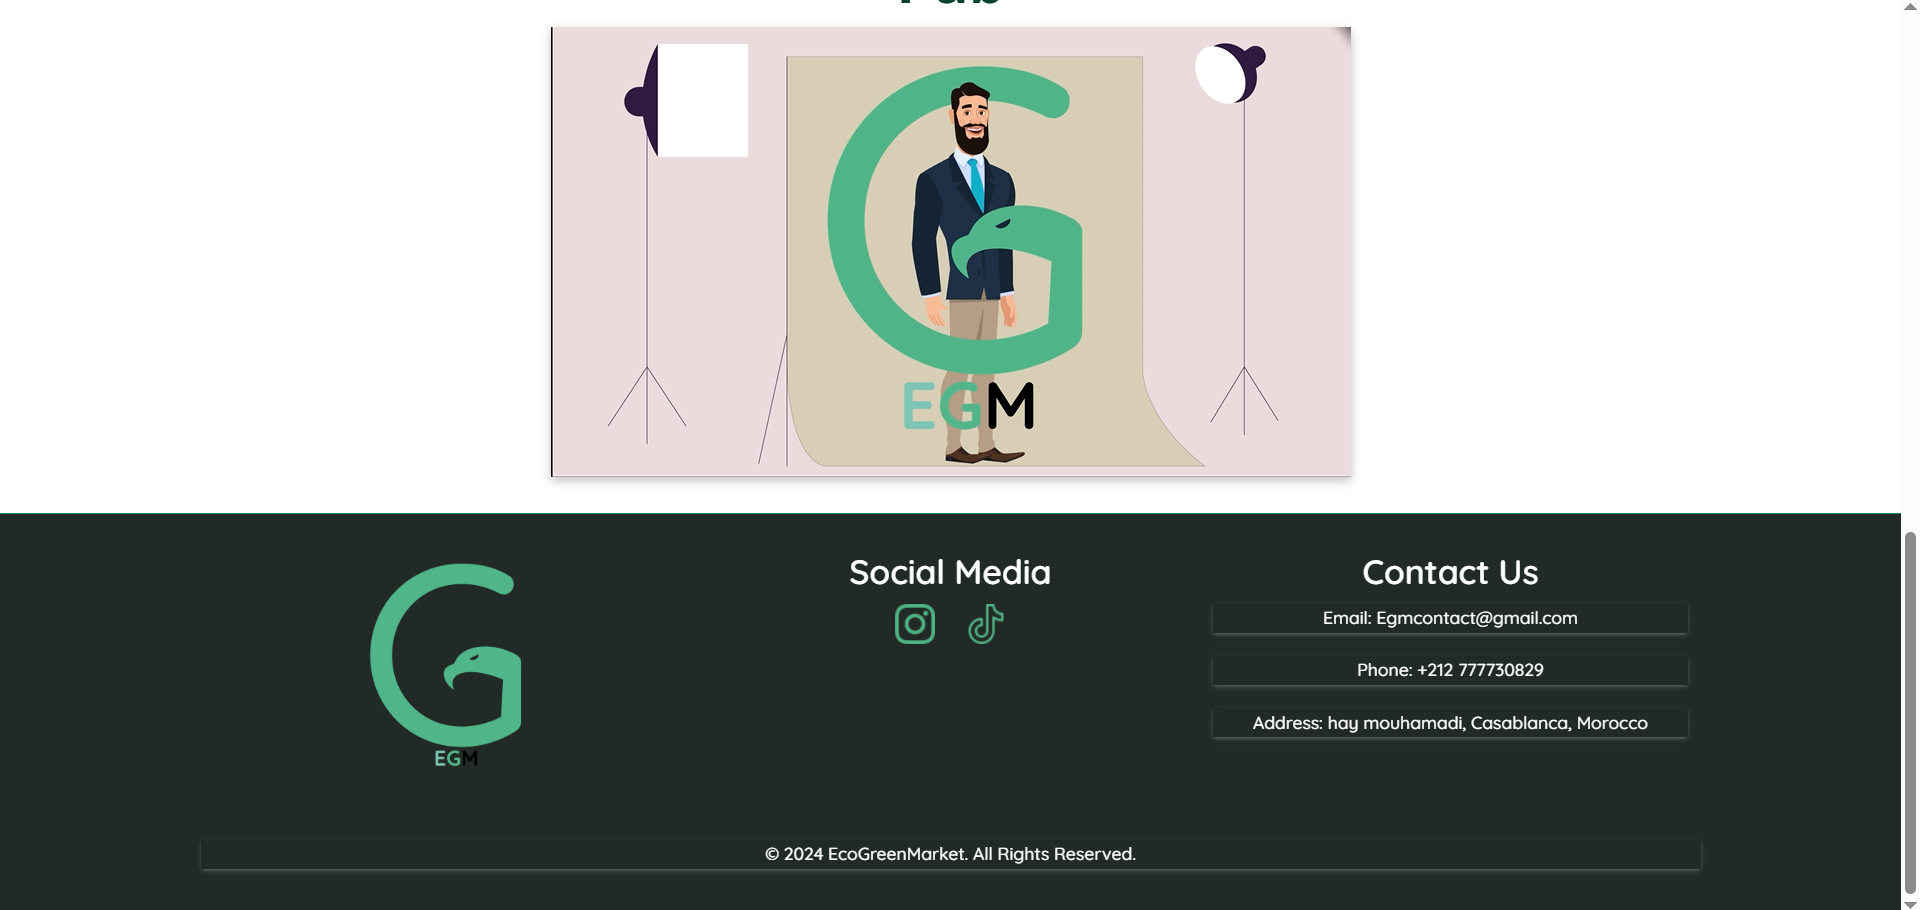 EGM
EGM
Social Media
Contact Us
Email: Egmcontact@gmail.com
Phone: +212 777730829
Address: hay mouhamadi, Casablanca, Morocco
© 2024 EcoGreenMarket. All Rights Reserved.